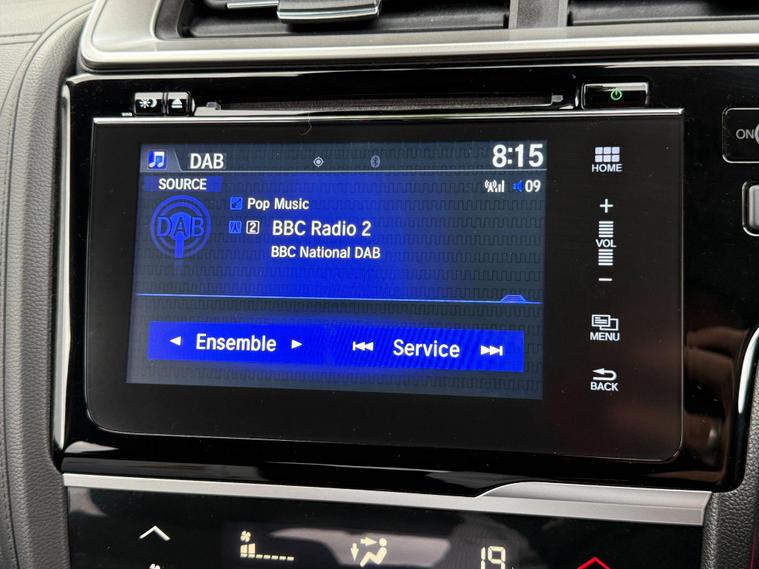 DAB
8:15
SOURCE
09
DAB
Pop Music
2
BBC Radio 2
BBC National DAB
Ensemble
Service
HOME
+
VOL
−
MENU
BACK
ON
19